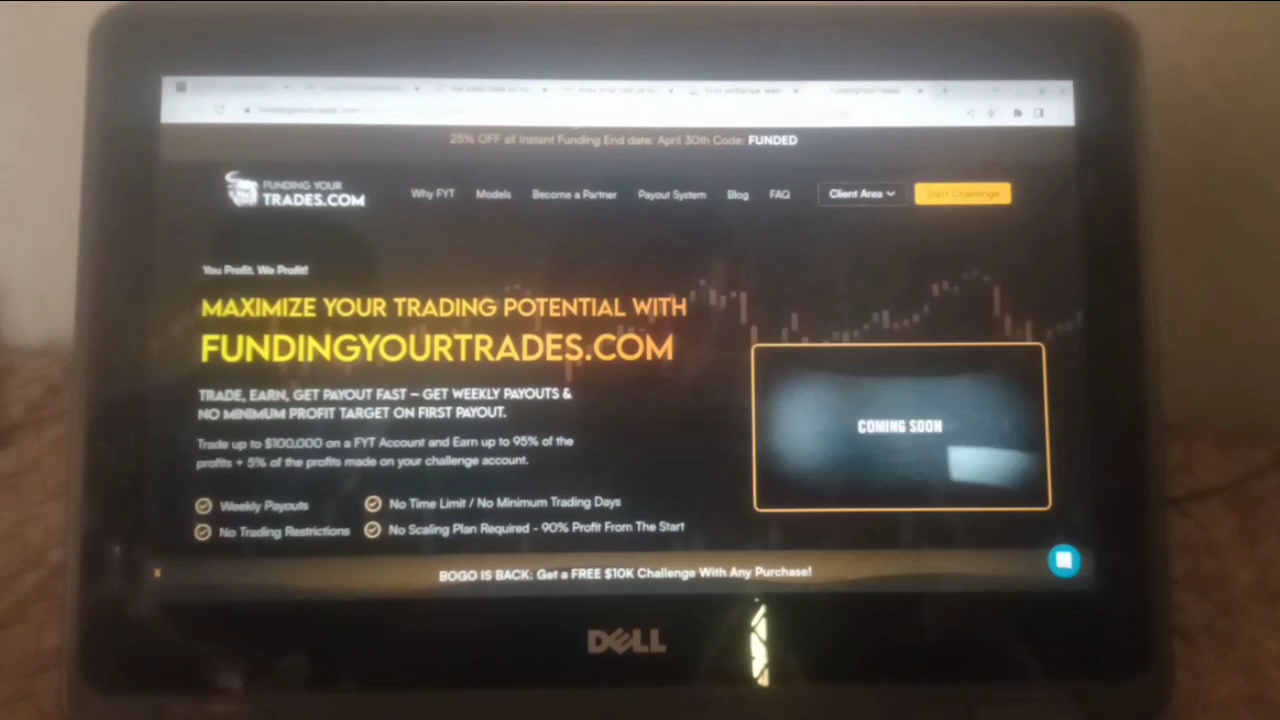 25% OFF all Instant Funding End date: April 30th Code: FUNDED
FUNDING YOUR
TRADES.COM
Why FYT Models Become a Partner Payout System Blog FAQ Client Area Start Challenge
You Profit, We Profit!
MAXIMIZE YOUR TRADING POTENTIAL WITH
FUNDINGYOURTRADES.COM
TRADE, EARN, GET PAYOUT FAST – GET WEEKLY PAYOUTS &
NO MINIMUM PROFIT TARGET ON FIRST PAYOUT.
Trade up to $100,000 on a FYT Account and Earn up to 95% of the
profits + 5% of the profits made on your challenge account.
COMING SOON
Weekly Payouts No Time Limit / No Minimum Trading Days
No Trading Restrictions No Scaling Plan Required - 90% Profit From The Start
BOGO IS BACK: Get a FREE $10K Challenge With Any Purchase!
DELL